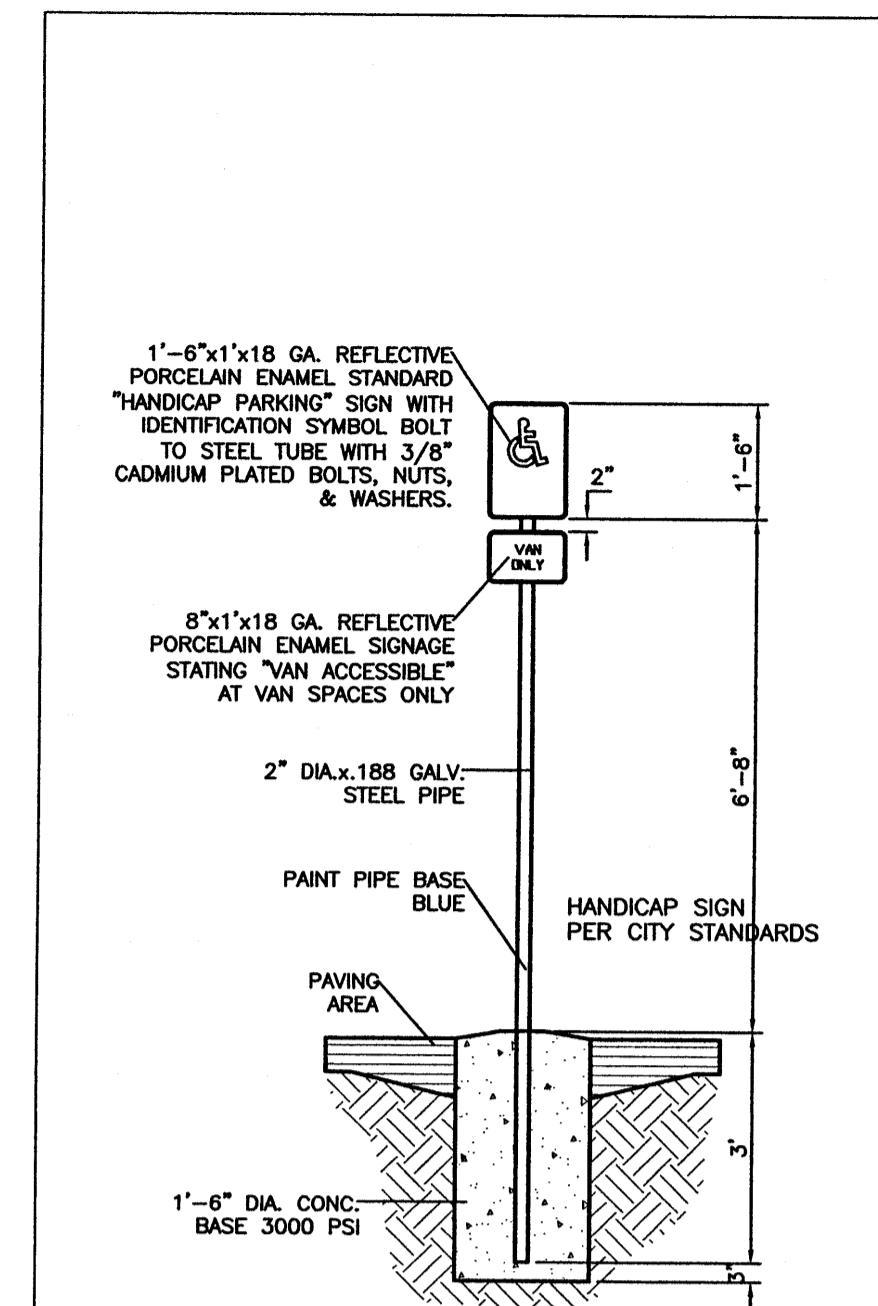 1'-6"x1'x18 GA. REFLECTIVE
PORCELAIN ENAMEL STANDARD
"HANDICAP PARKING" SIGN WITH
IDENTIFICATION SYMBOL BOLT
TO STEEL TUBE WITH 3/8"
CADMIUM PLATED BOLTS, NUTS,
& WASHERS.
2"
1'-6"
VAN
ONLY
8"x1'x18 GA. REFLECTIVE
PORCELAIN ENAMEL SIGNAGE
STATING "VAN ACCESSIBLE"
AT VAN SPACES ONLY
2" DIA.x.188 GALV.
STEEL PIPE
6'-8"
PAINT PIPE BASE
BLUE
HANDICAP SIGN
PER CITY STANDARDS
PAVING
AREA
3'
1'-6" DIA. CONC.
BASE 3000 PSI
3"